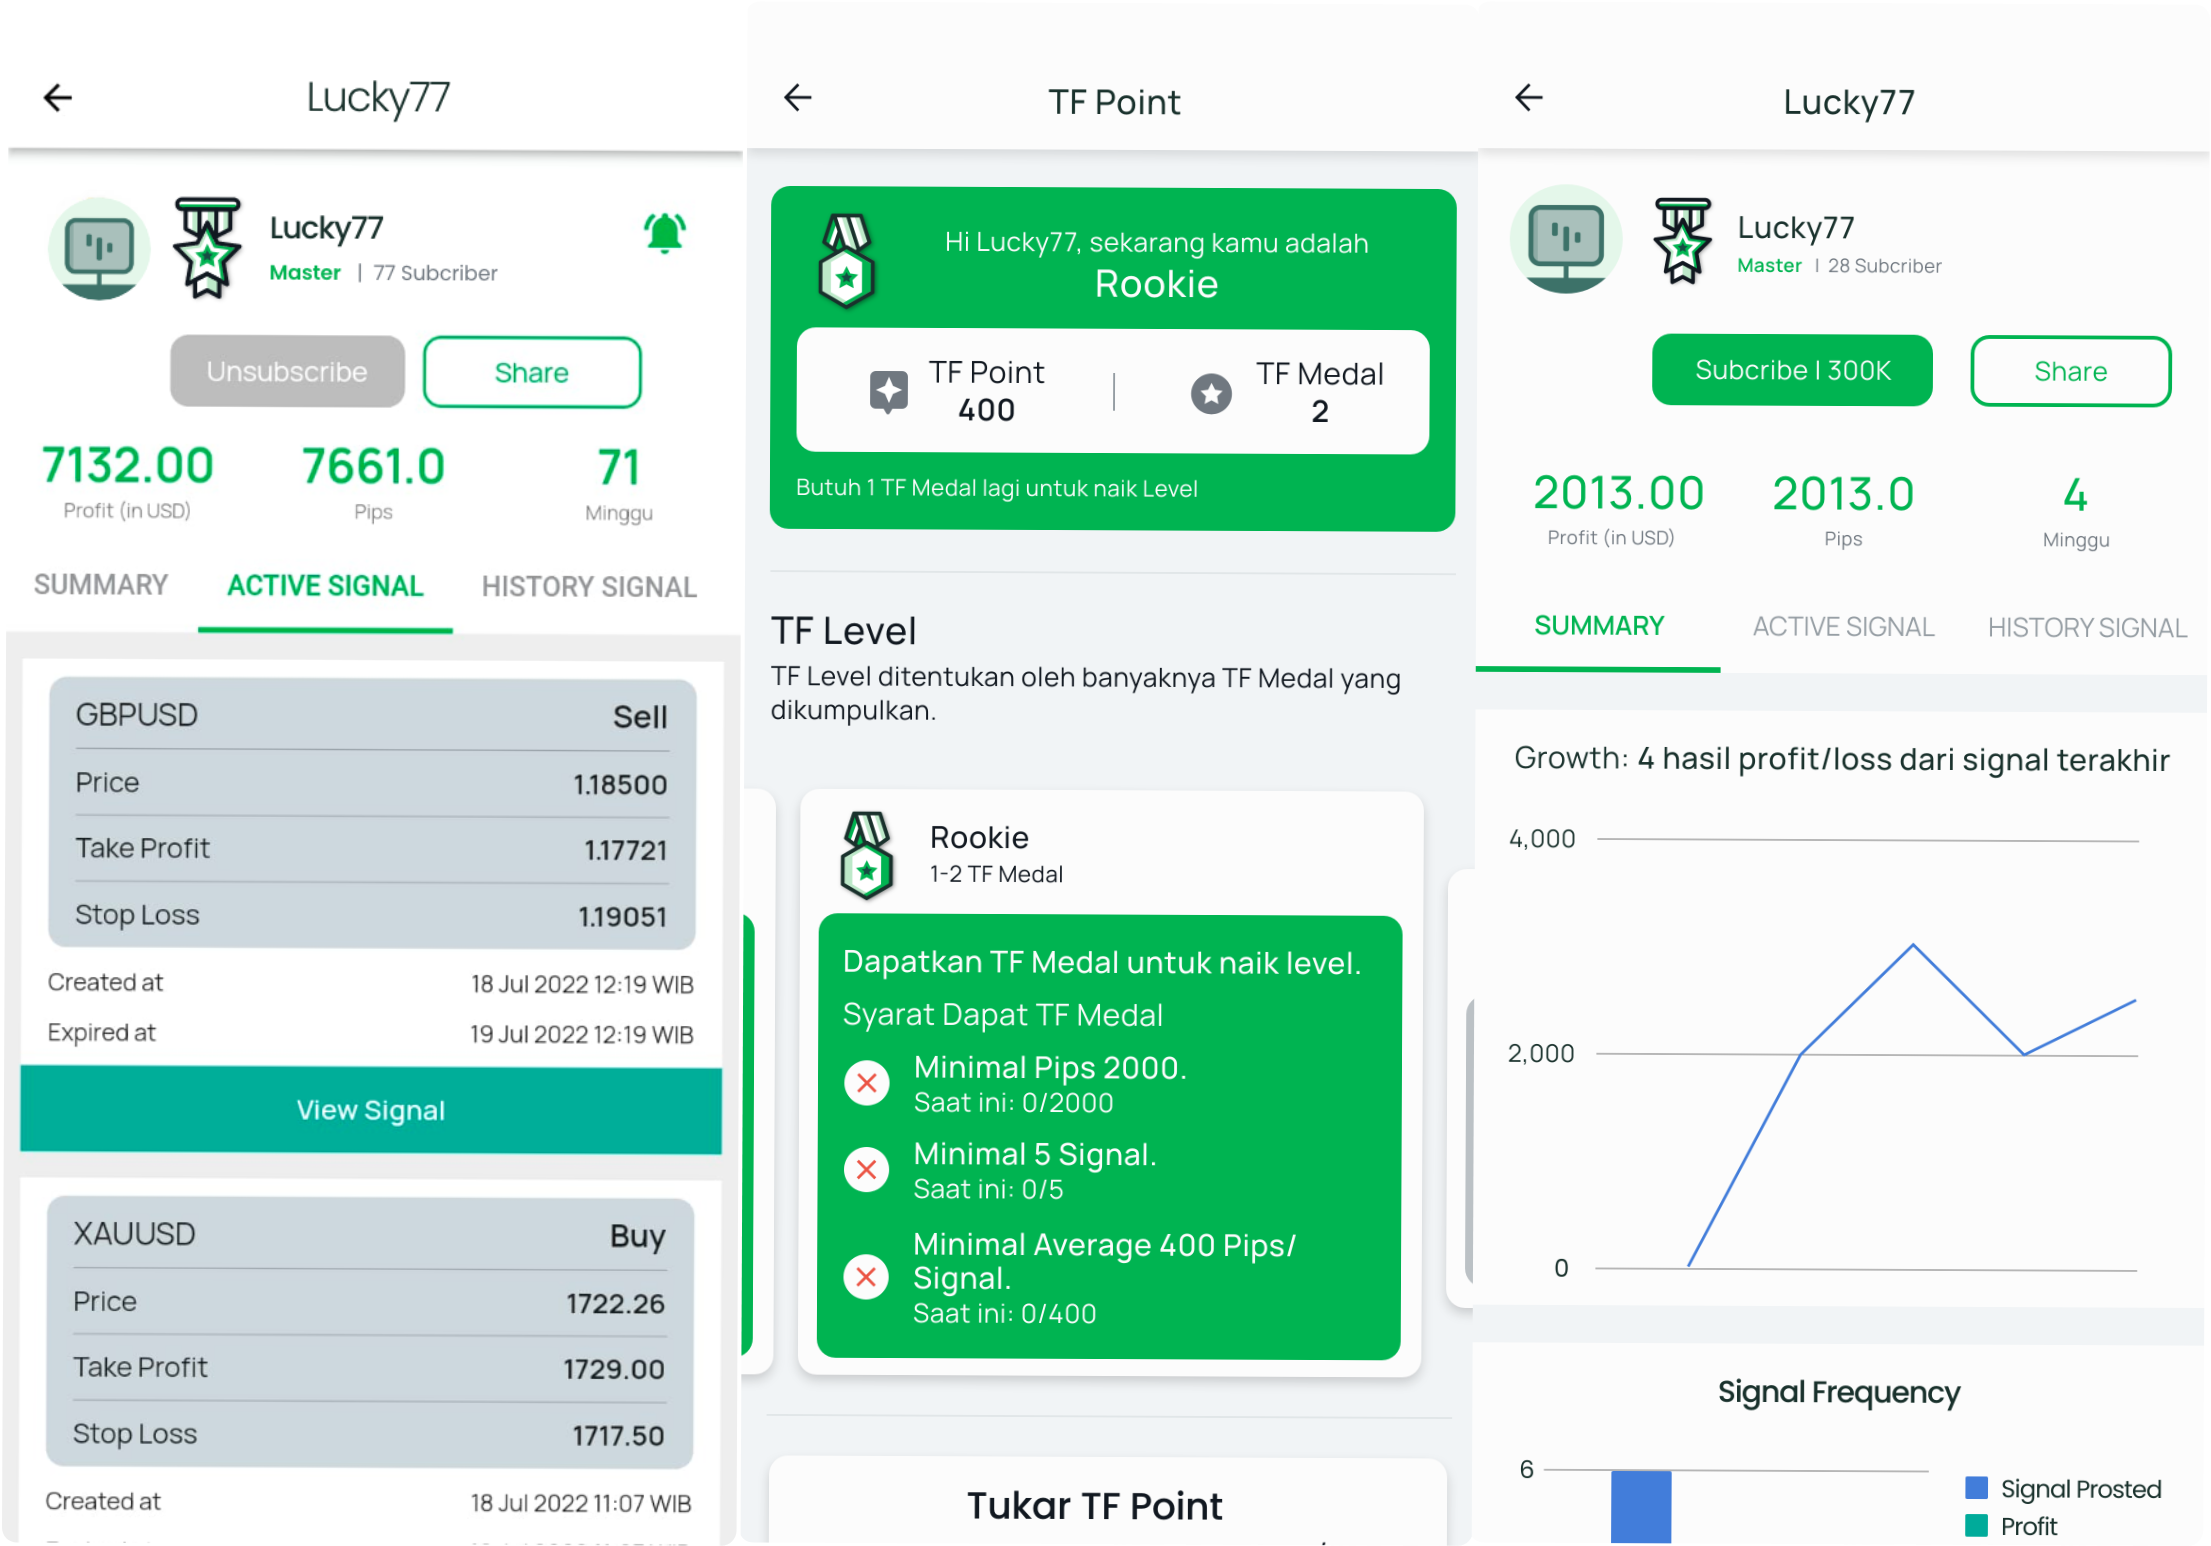 Lucky77
Lucky77
Master | 77 Subcriber
Unsubscribe
Share
7132.00
7661.0
71
Profit (in USD)
Pips
Minggu
SUMMARY
ACTIVE SIGNAL
HISTORY SIGNAL
GBPUSD
Sell
Price
1.18500
Take Profit
1.17721
Stop Loss
1.19051
Created at
18 Jul 2022 12:19 WIB
Expired at
19 Jul 2022 12:19 WIB
View Signal
XAUUSD
Buy
Price
1722.26
Take Profit
1729.00
Stop Loss
1717.50
Created at
18 Jul 2022 11:07 WIB
TF Point
Hi Lucky77, sekarang kamu adalah
Rookie
TF Point
400
TF Medal
2
Butuh 1 TF Medal lagi untuk naik Level
TF Level
TF Level ditentukan oleh banyaknya TF Medal yang
dikumpulkan.
Rookie
1-2 TF Medal
Dapatkan TF Medal untuk naik level.
Syarat Dapat TF Medal
Minimal Pips 2000.
Saat ini: 0/2000
Minimal 5 Signal.
Saat ini: 0/5
Minimal Average 400 Pips/
Signal.
Saat ini: 0/400
Tukar TF Point
Lucky77
Lucky77
Master | 28 Subcriber
Subcribe | 300K
Share
2013.00
2013.0
4
Profit (in USD)
Pips
Minggu
SUMMARY
ACTIVE SIGNAL
HISTORY SIGNAL
Growth: 4 hasil profit/loss dari signal terakhir
4,000
2,000
0
Signal Frequency
6
Signal Prosted
Profit